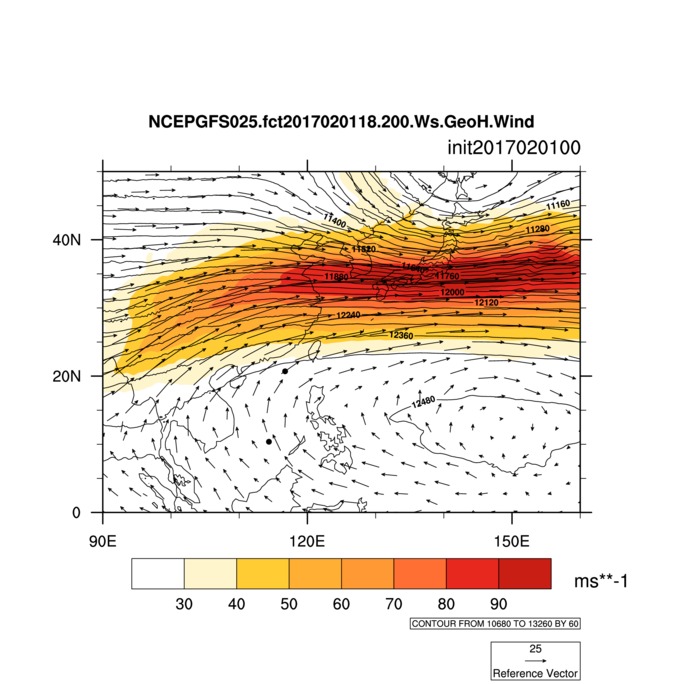 NCEPGFS025.fct2017020118.200.Ws.GeoH.Wind
init2017020100
11160
11400
11280
40N
11520
11880
11760
12000
12120
12240
12360
20N
12480
0
90E 120E 150E
30 40 50 60 70 80 90
ms**-1
CONTOUR FROM 10680 TO 13260 BY 60
25
Reference Vector